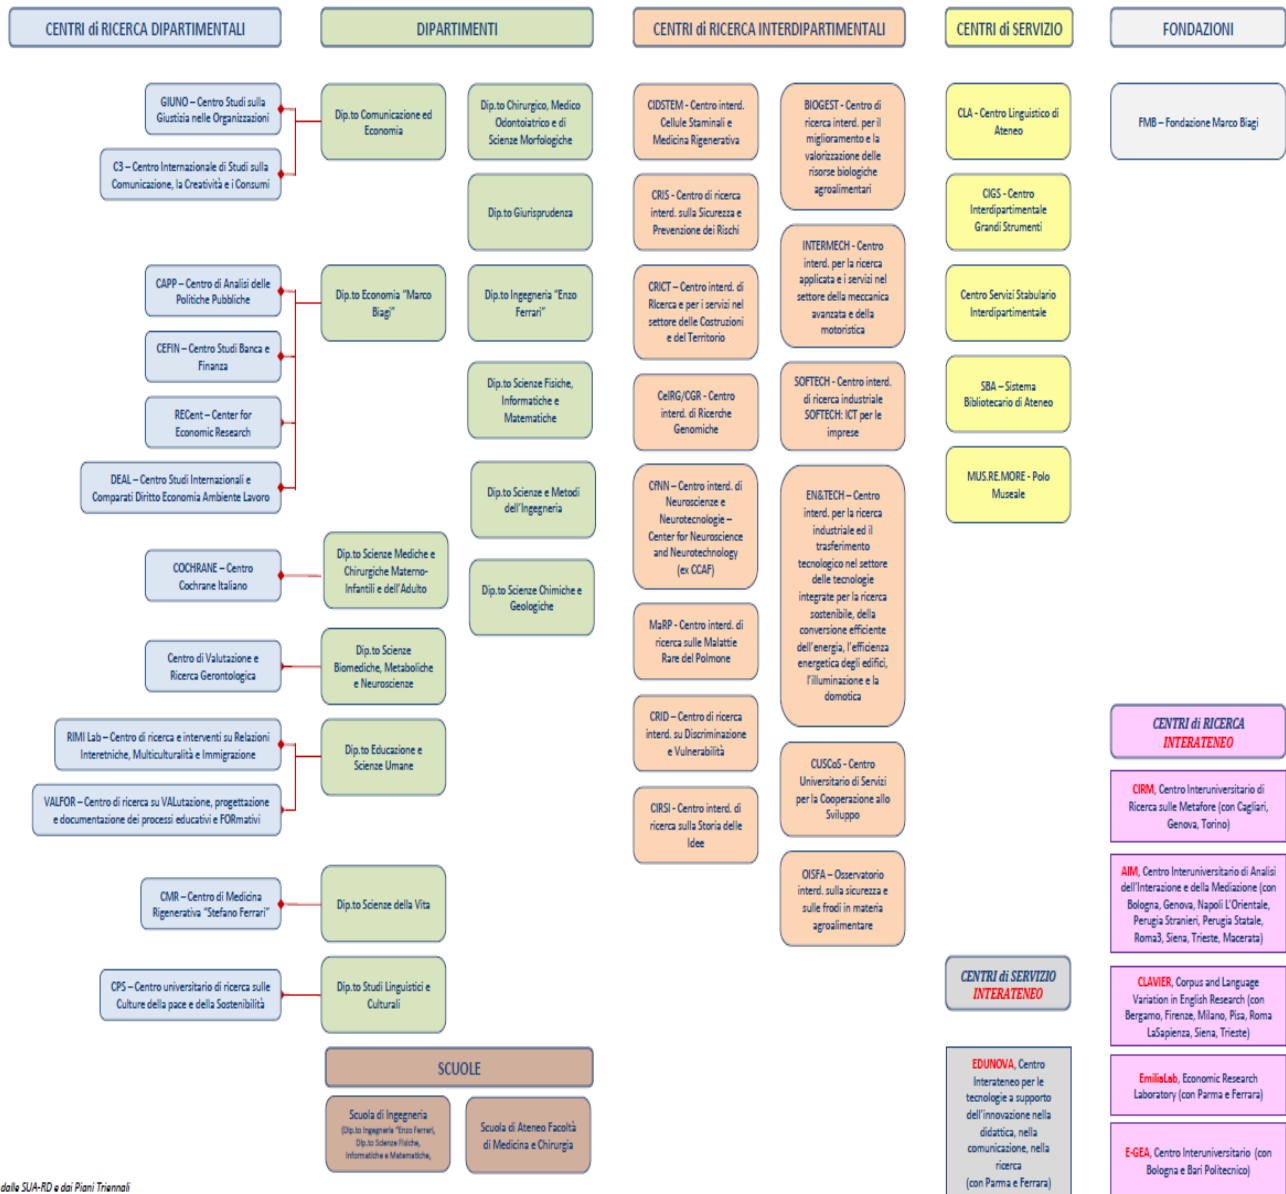 CENTRI di RICERCA DIPARTIMENTALI
GIUNO – Centro Studi sulla
Giustizia nelle Organizzazioni
C3 – Centro Internazionale di Studi sulla
Comunicazione, la Creatività e i Consumi
CAPP – Centro di Analisi delle
Politiche Pubbliche
CEFIN – Centro Studi Banca e
Finanza
RECent – Center for
Economic Research
DEAL – Centro Studi Internazionali e
Comparati Diritto Economia Ambiente Lavoro
COCHRANE – Centro
Cochrane Italiano
Centro di Valutazione e
Ricerca Gerontologica
RIMI Lab – Centro di ricerca e interventi su Relazioni
Interetniche, Multiculturalità e Immigrazione
VALFOR – Centro di ricerca su VALutazione, progettazione
e documentazione dei processi educativi e FORmativi
CMR – Centro di Medicina
Rigenerativa "Stefano Ferrari"
CPS – Centro universitario di ricerca sulle
Culture della pace e della Sostenibilità
DIPARTIMENTI
Dip.to Comunicazione ed
Economia
Dip.to Economia "Marco
Biagi"
Dip.to Scienze Mediche e
Chirurgiche Materno-
Infantili e dell'Adulto
Dip.to Scienze
Biomediche, Metaboliche
e Neuroscienze
Dip.to Educazione e
Scienze Umane
Dip.to Scienze della Vita
Dip.to Studi Linguistici e
Culturali
Dip.to Chirurgico, Medico
Odontoiatrico e di
Scienze Morfologiche
Dip.to Giurisprudenza
Dip.to Ingegneria "Enzo
Ferrari"
Dip.to Scienze Fisiche,
Informatiche e
Matematiche
Dip.to Scienze e Metodi
dell'Ingegneria
Dip.to Scienze Chimiche e
Geologiche
SCUOLE
Scuola di Ingegneria
(Dip.to Ingegneria "Enzo Ferrari,
Dip.to Scienze Fisiche,
Informatiche e Matematiche,
Scuola di Ateneo Facoltà
di Medicina e Chirurgia
CENTRI di RICERCA INTERDIPARTIMENTALI
CIDSTEM - Centro interd.
Cellule Staminali e
Medicina Rigenerativa
CRIS - Centro di ricerca
interd. sulla Sicurezza e
Prevenzione dei Rischi
CRICT – Centro interd. di
RIcerca e per i servizi nel
settore delle Costruzioni
e del Territorio
CeIRG/CGR - Centro
interd. di Ricerche
Genomiche
CfNN – Centro interd. di
Neuroscienze e
Neurotecnologie –
Center for Neuroscience
and Neurotechnology
(ex CCAF)
MaRP - Centro interd. di
ricerca sulle Malattie
Rare del Polmone
CRID – Centro di ricerca
interd. su Discriminazione
e Vulnerabilità
CIRSI - Centro interd. di
ricerca sulla Storia delle
Idee
BIOGEST - Centro di
ricerca interd. per il
miglioramento e la
valorizzazione delle
risorse biologiche
agroalimentari
INTERMECH - Centro
interd. per la ricerca
applicata e i servizi nel
settore della meccanica
avanzata e della
motoristica
SOFTECH - Centro interd.
di ricerca industriale
SOFTECH: ICT per le
imprese
EN&TECH – Centro
interd. per la ricerca
industriale ed il
trasferimento
tecnologico nel settore
delle tecnologie
integrate per la ricerca
sostenibile, della
conversione efficiente
dell'energia, l'efficienza
energetica degli edifici,
l'illuminazione e la
domotica
CUSCoS - Centro
Universitario di Servizi
per la Cooperazione allo
Sviluppo
OISFA – Osservatorio
interd. sulla sicurezza e
sulle frodi in materia
agroalimentare
CENTRI di SERVIZIO
CLA - Centro Linguistico di
Ateneo
CIGS - Centro
Interdipartimentale
Grandi Strumenti
Centro Servizi Stabulario
Interdipartimentale
SBA – Sistema
Bibliotecario di Ateneo
MUS.RE.MORE - Polo
Museale
CENTRI di SERVIZIO
INTERATENEO
EDUNOVA, Centro
Interateneo per le
tecnologie a supporto
dell'innovazione nella
didattica, nella
comunicazione, nella
ricerca
(con Parma e Ferrara)
FONDAZIONI
FMB – Fondazione Marco Biagi
CENTRI di RICERCA
INTERATENEO
CIRM, Centro Interuniversitario di
Ricerca sulle Metafore (con Cagliari,
Genova, Torino)
AIM, Centro Interuniversitario di Analisi
dell'Interazione e della Mediazione (con
Bologna, Genova, Napoli L'Orientale,
Perugia Stranieri, Perugia Statale,
Roma3, Siena, Trieste, Macerata)
CLAVIER, Corpus and Language
Variation in English Research (con
Bergamo, Firenze, Milano, Pisa, Roma
LaSapienza, Siena, Trieste)
EmiliaLab, Economic Research
Laboratory (con Parma e Ferrara)
E-GEA, Centro Interuniversitario (con
Bologna e Bari Politecnico)
dalle SUA-RD e dai Piani Triennali